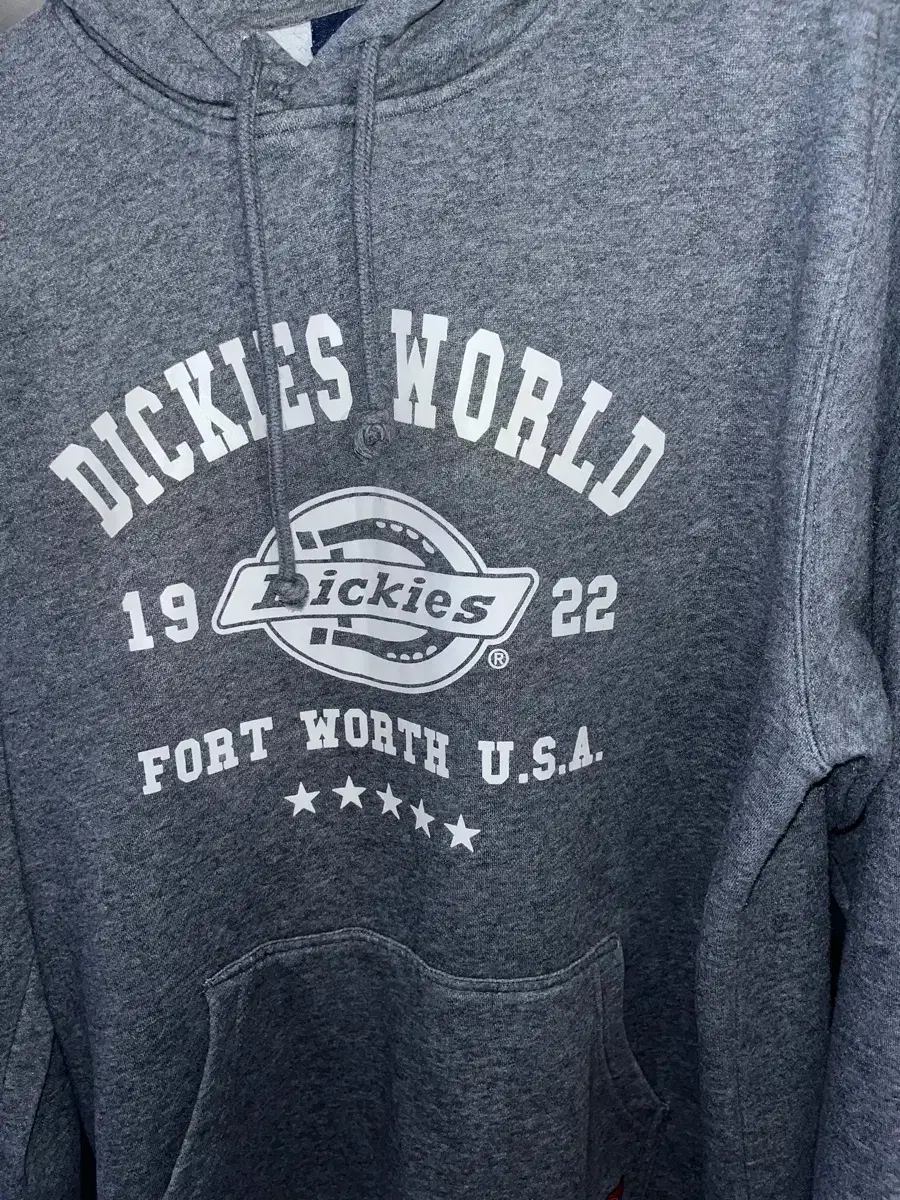 DICKIES WORLD
19 Dickies 22
®
FORT WORTH U.S.A.